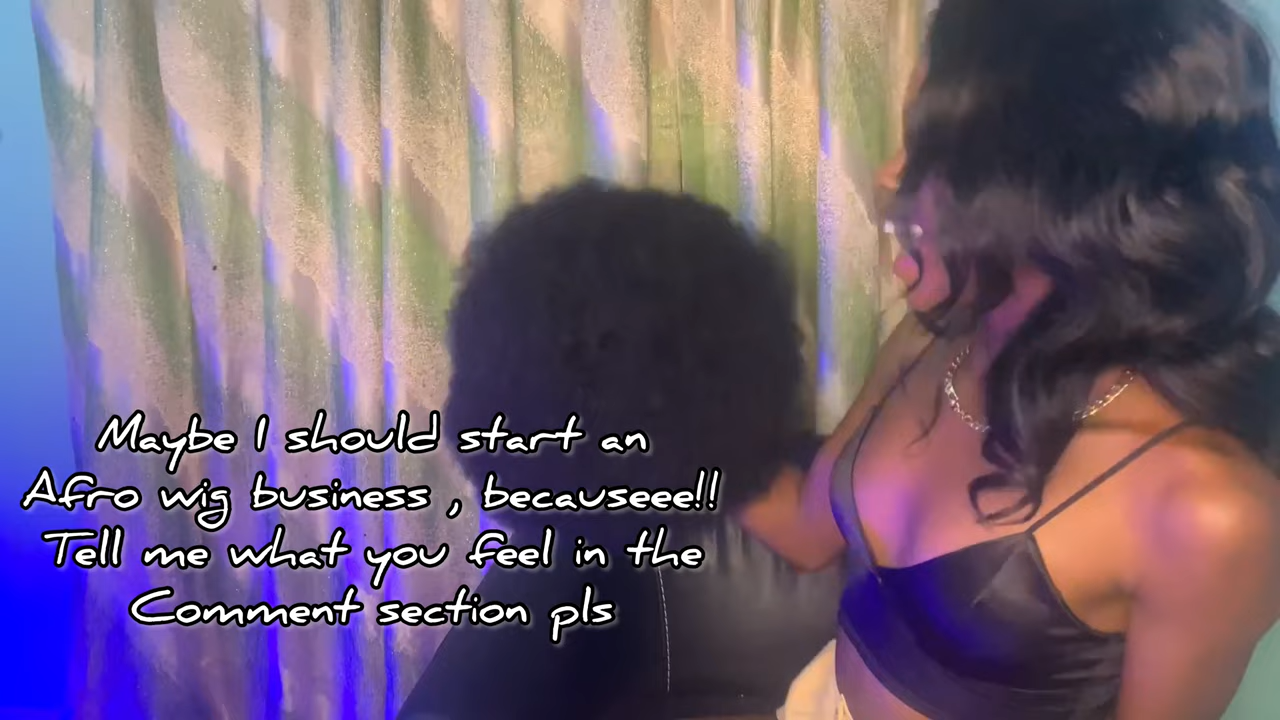 Maybe I should start an
Afro wig business , becauseee!!
Tell me what you feel in the
Comment section pls